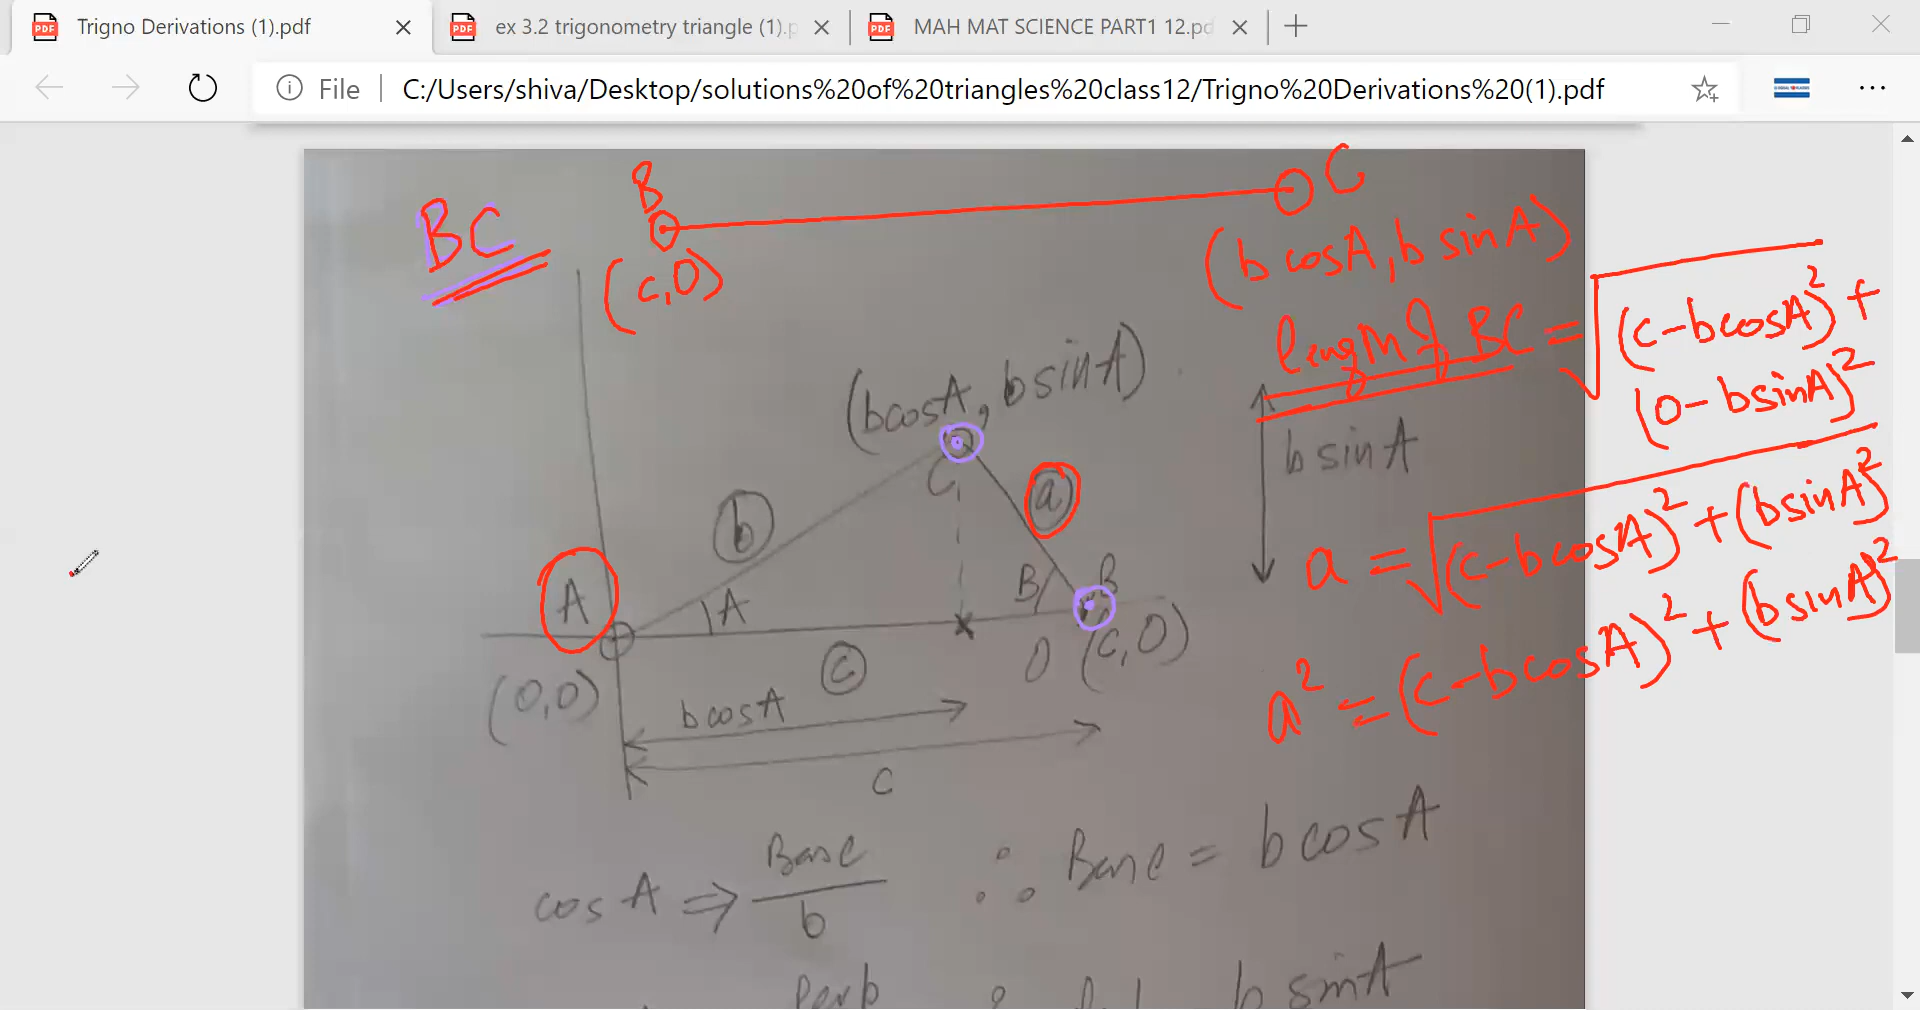 Trigno Derivations (1).pdf
ex 3.2 trigonometry triangle (1).p
MAH MAT SCIENCE PART1 12.pd
File
C:/Users/shiva/Desktop/solutions%20of%20triangles%20class12/Trigno%20Derivations%20(1).pdf
BC
B
C
(c,0)
(b cosA, b sinA)
length of BC = √(c-bcosA)² +
(0-bsinA)²
(bcosA, bsinA)
b sinA
C
b
a
a = √(c-bcosA)² + (bsinA)²
A
A
B
B
(0,0)
c
0
(c,0)
a² = (c-bcosA)² + (bsinA)²
bcosA
c
cosA ⇒ Base/b ∴ Base = b cosA
b sinA